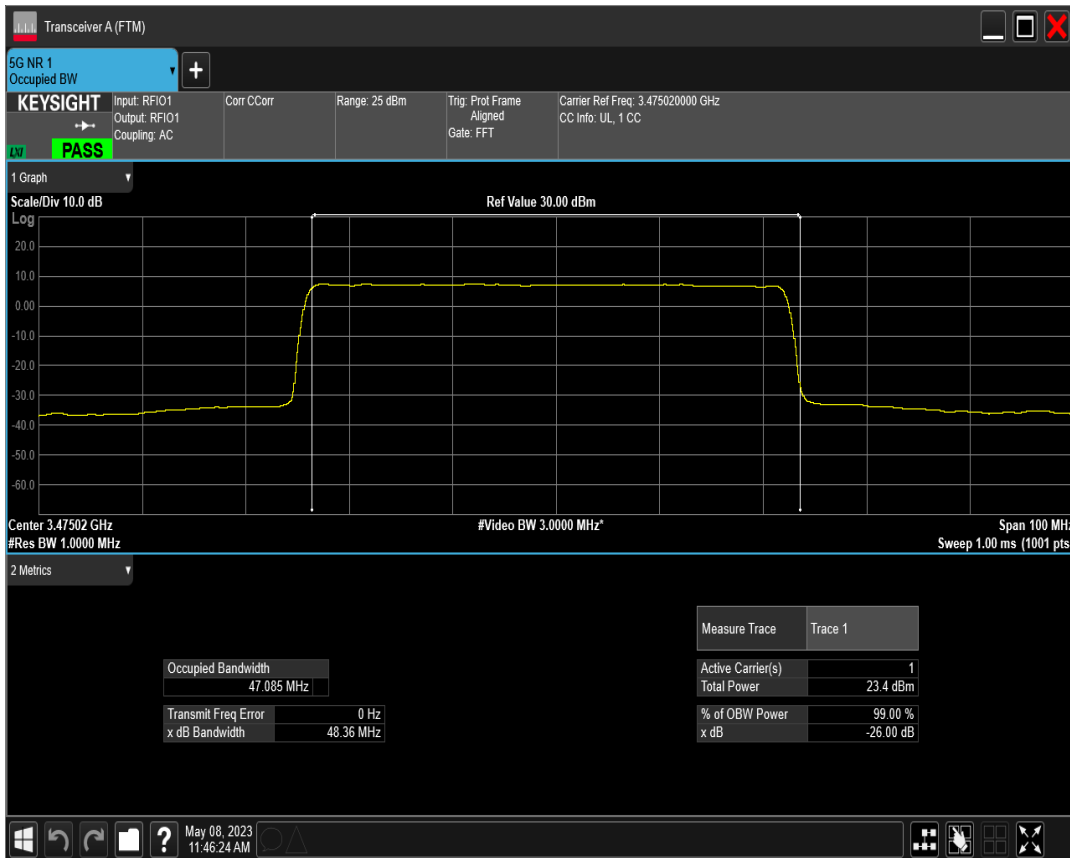 Transceiver A (FTM)
5G NR 1
Occupied BW
+
KEYSIGHT
LXI
PASS
Input: RFIO1
Output: RFIO1
Coupling: AC
Corr CCorr
Range: 25 dBm
Trig: Prot Frame
Aligned
Gate: FFT
Carrier Ref Freq: 3.475020000 GHz
CC Info: UL, 1 CC
1 Graph
Scale/Div 10.0 dB
Ref Value 30.00 dBm
Log
20.0
10.0
0.00
-10.0
-20.0
-30.0
-40.0
-50.0
-60.0
Center 3.47502 GHz
#Video BW 3.0000 MHz*
Span 100 MHz
#Res BW 1.0000 MHz
Sweep 1.00 ms (1001 pts
2 Metrics
Measure Trace Trace 1
Occupied Bandwidth
47.085 MHz
Active Carrier(s) 1
Total Power 23.4 dBm
Transmit Freq Error 0 Hz
x dB Bandwidth 48.36 MHz
% of OBW Power 99.00 %
x dB -26.00 dB
?
May 08, 2023
11:46:24 AM